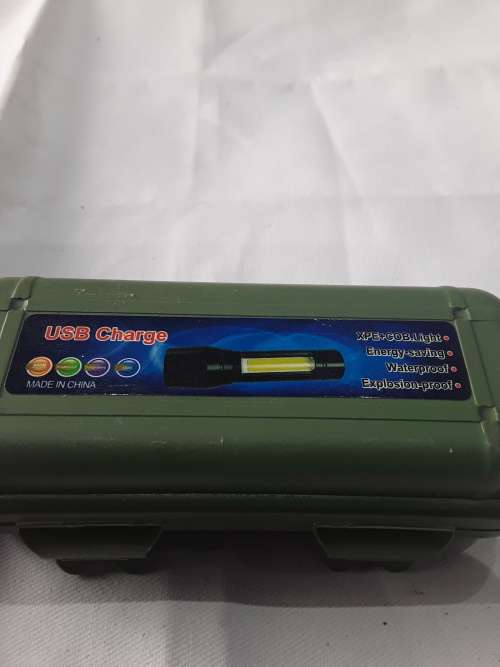 USB Charge
MADE IN CHINA
XPE+COB.Light
Energy-saving
Waterproof
Explosion-proof